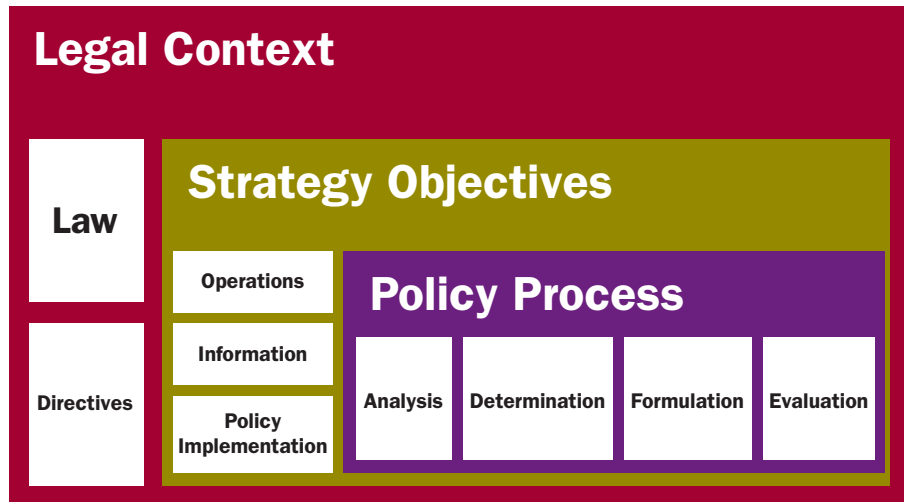 Legal Context
Law
Directives
Strategy Objectives
Operations
Information
Policy
Implementation
Policy Process
Analysis
Determination
Formulation
Evaluation